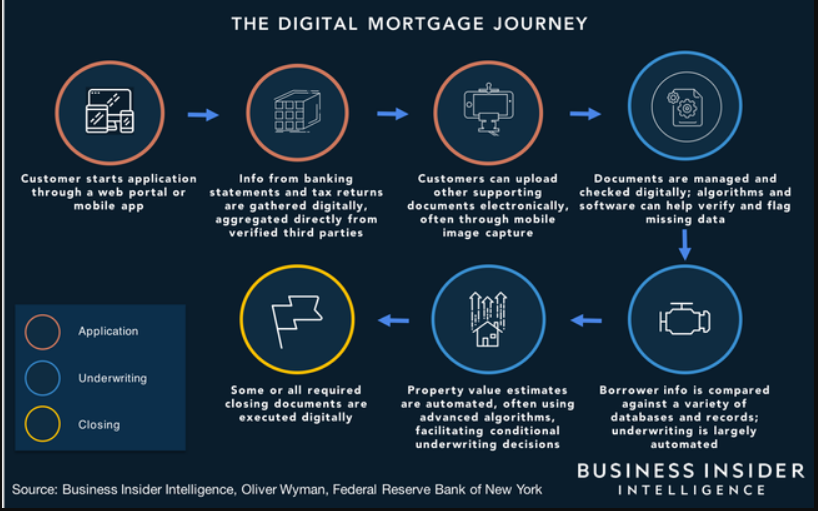 THE DIGITAL MORTGAGE JOURNEY
Customer starts application
through a web portal or
mobile app
Info from banking
statements and tax returns
are gathered digitally,
aggregated directly from
verified third parties
Customers can upload
other supporting
documents electronically,
often through mobile
image capture
Documents are managed and
checked digitally; algorithms and
software can help verify and flag
missing data
Borrower info is compared
against a variety of
databases and records;
underwriting is largely
automated
Property value estimates
are automated, often using
advanced algorithms,
facilitating conditional
underwriting decisions
Some or all required
closing documents are
executed digitally
Application
Underwriting
Closing
Source: Business Insider Intelligence, Oliver Wyman, Federal Reserve Bank of New York
BUSINESS INSIDER
INTELLIGENCE